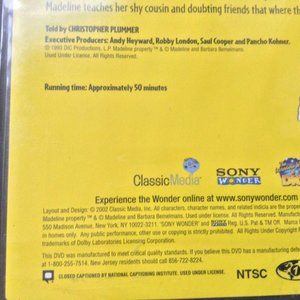 Madeline teaches her shy cousin and doubting friends that where th
Told by CHRISTOPHER PLUMMER
Executive Producers: Andy Heyward, Robby London, Saul Cooper and Pancho Kohner.
© 1993 DIC Productions, L.P. Madeline property ™ & © Madeline and Barbara Bemelmans.
Used Under License. All Rights Reserved.
Running time: Approximately 50 minutes
ClassicMedia
SONY
WONDER
Experience the Wonder online at www.sonywonder.com
Layout and Design: © 2002 Classic Media. All characters, character names, and related indicia are the proper
Madeline property ™ & © Madeline and Barbara Bemelmans. Used under License. All rights reserved.
550 Madison Avenue, New York, NY 10022-3211. "SONY WONDER" and Reg. U.S. Pat & TM
in homes only. Any public performance, other use or copying is strictly prohibited. All Rights
trademarks of Dolby Laboratories Licensing Corporation.
This DVD was manufactured to meet critical quality standards. If you believe this DVD has a manufacturing def
at 1-800-255-7514. New Jersey residents should call 856-722-8224.
CLOSED CAPTIONED BY NATIONAL CAPTIONING INSTITUTE. USED UNDER LICENSE.
NTSC